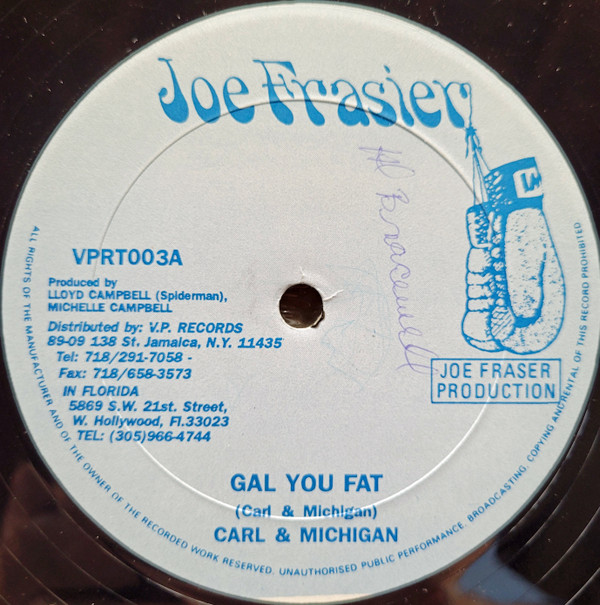 Joe Frasier
VPRT003A
Produced by
LLOYD CAMPBELL (Spiderman),
MICHELLE CAMPBELL
Distributed by: V.P. RECORDS
89-09 138 St. Jamaica, N.Y. 11435
Tel: 718/291-7058 -
Fax: 718/658-3573
IN FLORIDA
5869 S.W. 21st. Street,
W. Hollywood, Fl.33023
TEL: (305)966-4744
JOE FRASER
PRODUCTION
GAL YOU FAT
(Carl & Michigan)
CARL & MICHIGAN
ALL RIGHTS OF THE MANUFACTURER AND OF THE OWNER OF THE RECORDED WORK RESERVED. UNAUTHORISED PUBLIC PERFORMANCE. BROADCASTING, COPYING AND RENTAL OF THIS RECORD PROHIBITED